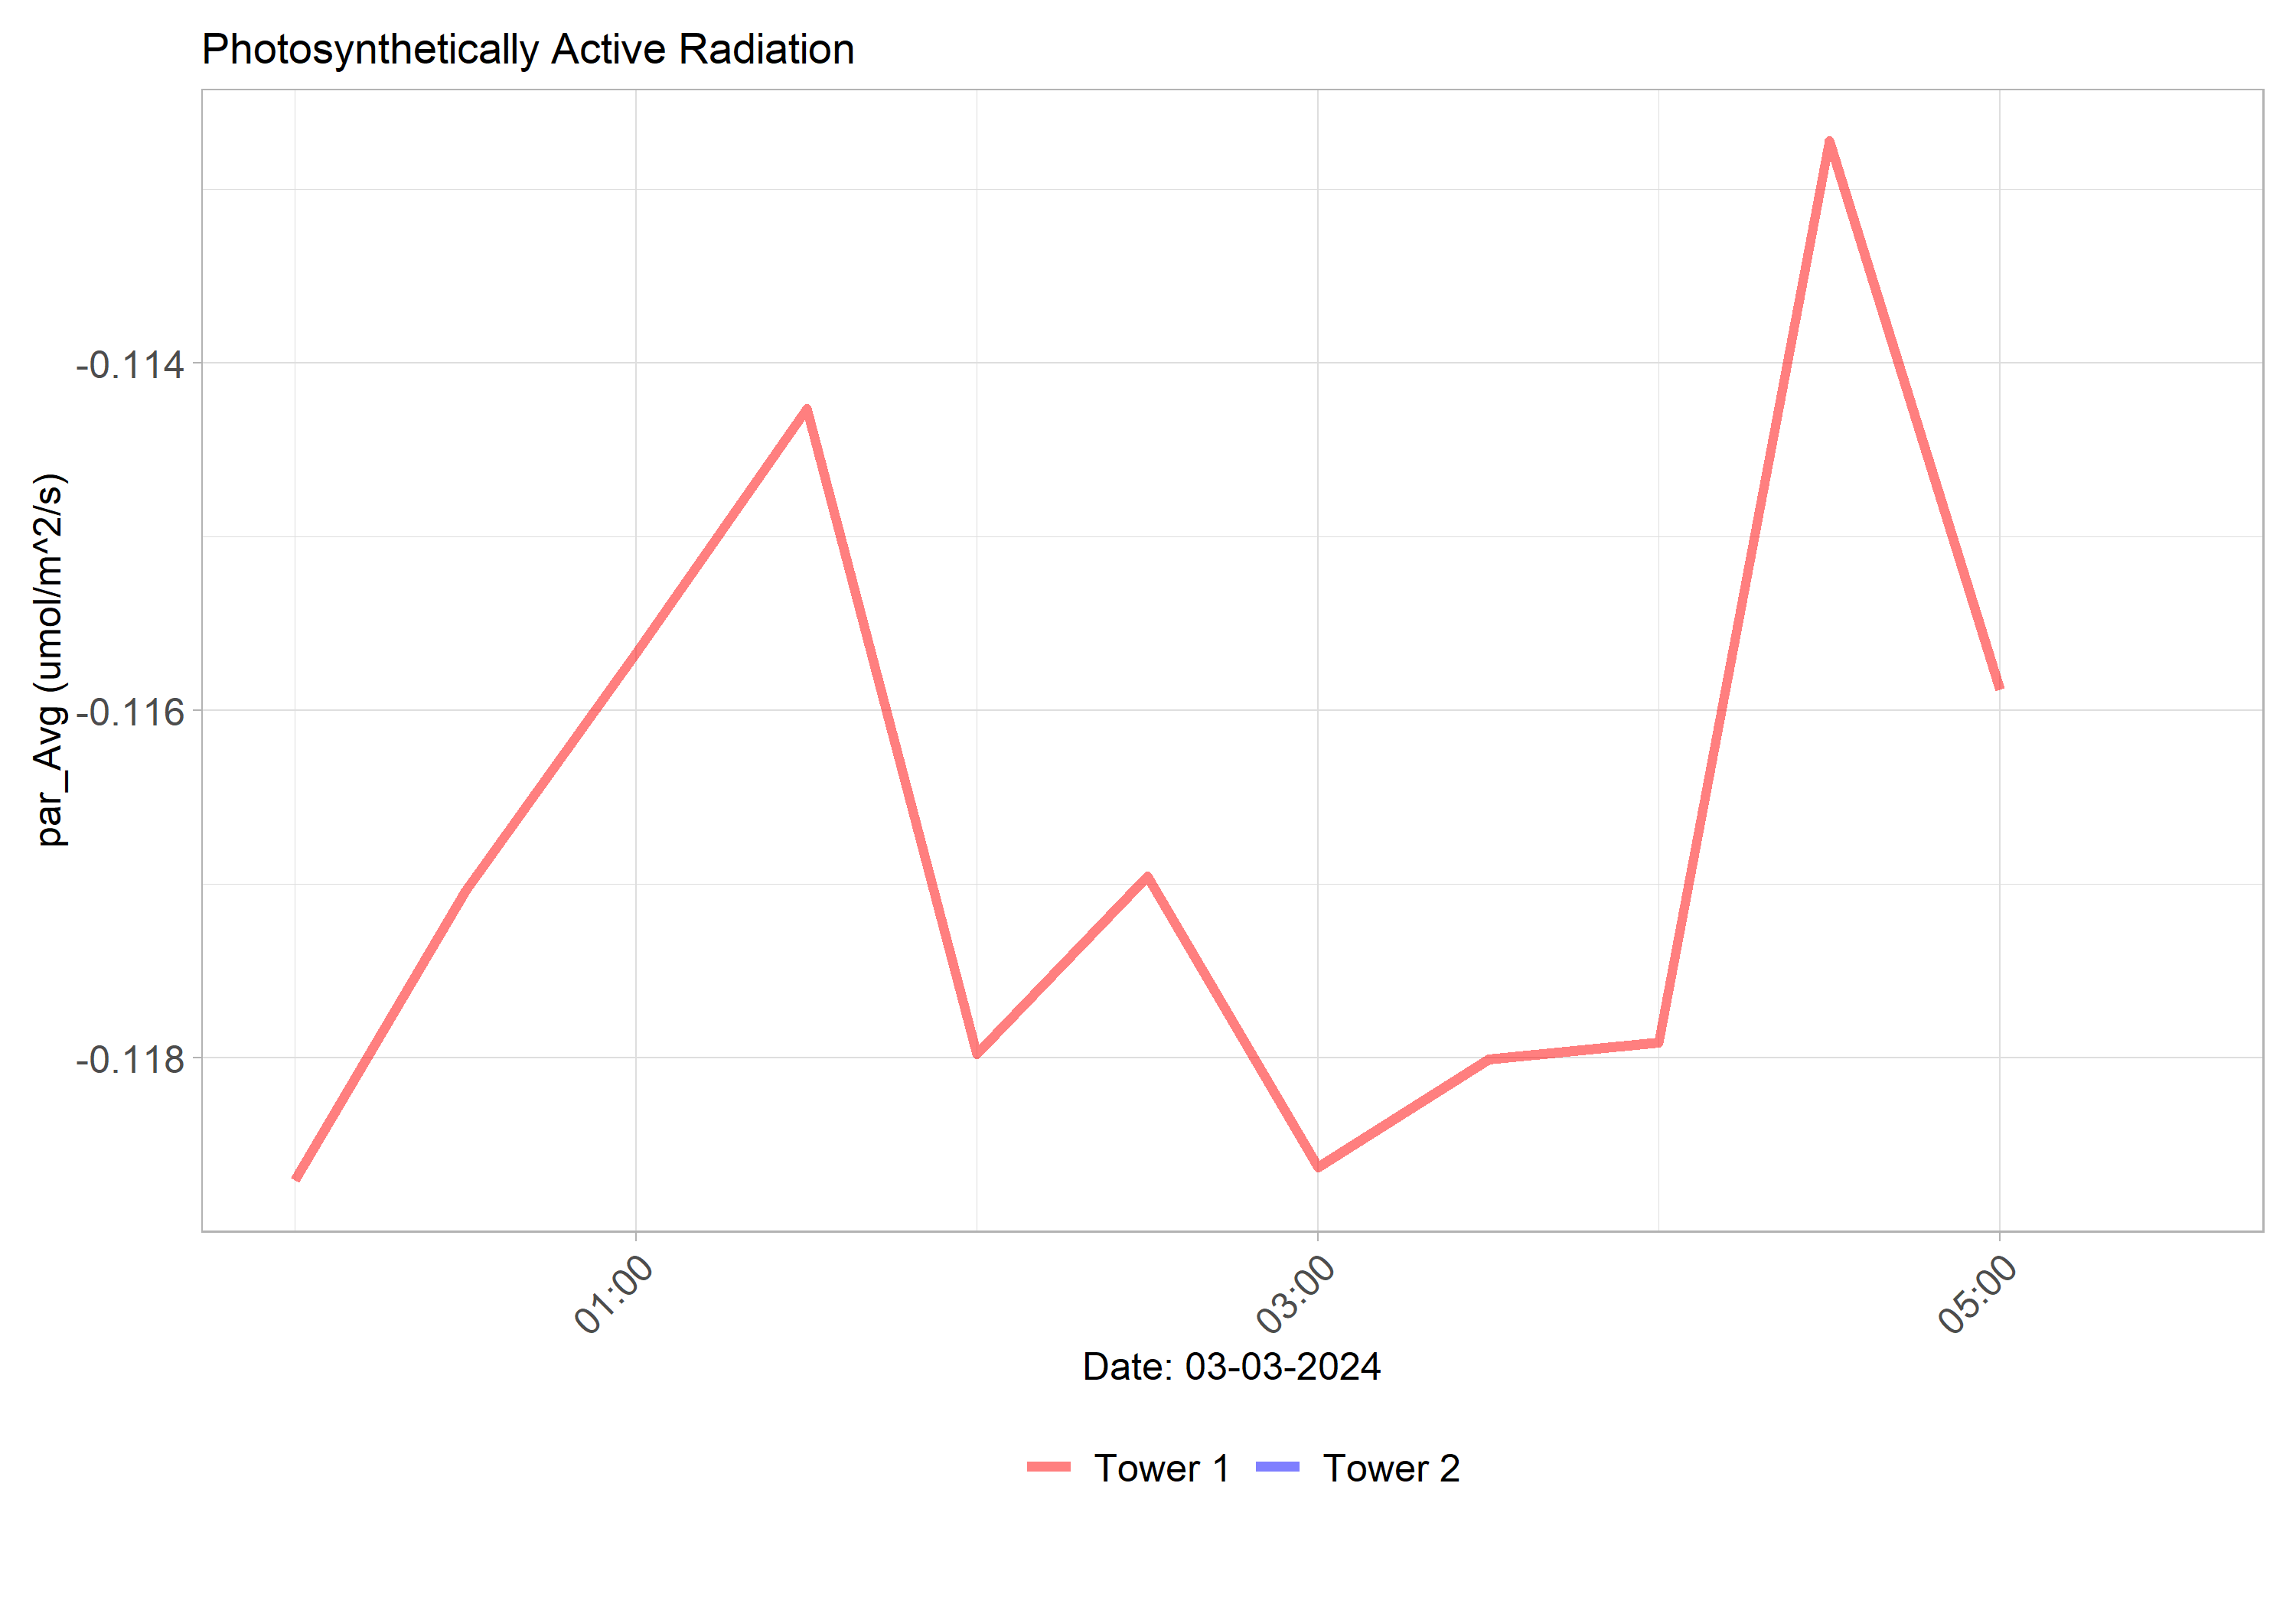 Photosynthetically Active Radiation
par_Avg (umol/m^2/s)
-0.114
-0.116
-0.118
01:00
03:00
05:00
Date: 03-03-2024
Tower 1
Tower 2